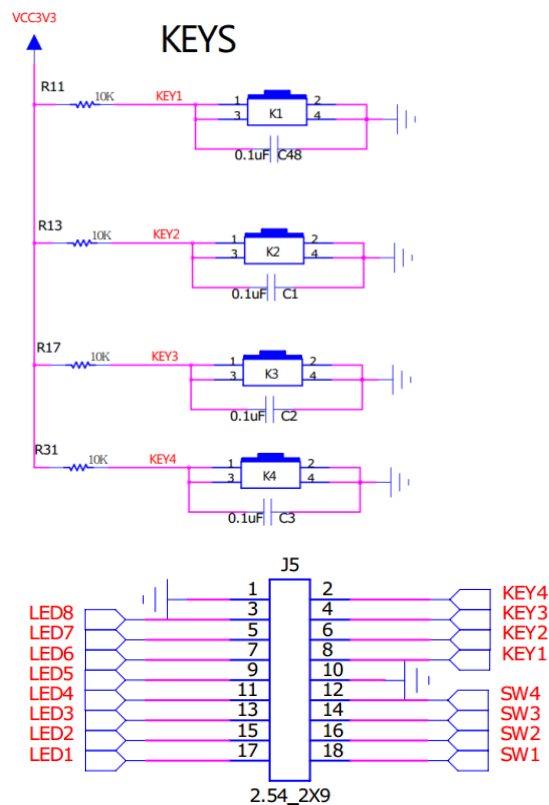 VCC3V3
KEYS
R11 10K KEY1 1 K1 2
3 4
0.1uF C48
R13 10K KEY2 1 K2 2
3 4
0.1uF C1
R17 10K KEY3 1 K3 2
3 4
0.1uF C2
R31 10K KEY4 1 K4 2
3 4
0.1uF C3
J5
1 2 KEY4
LED8 3 4 KEY3
LED7 5 6 KEY2
LED6 7 8 KEY1
LED5 9 10
LED4 11 12 SW4
LED3 13 14 SW3
LED2 15 16 SW2
LED1 17 18 SW1
2.54_2X9